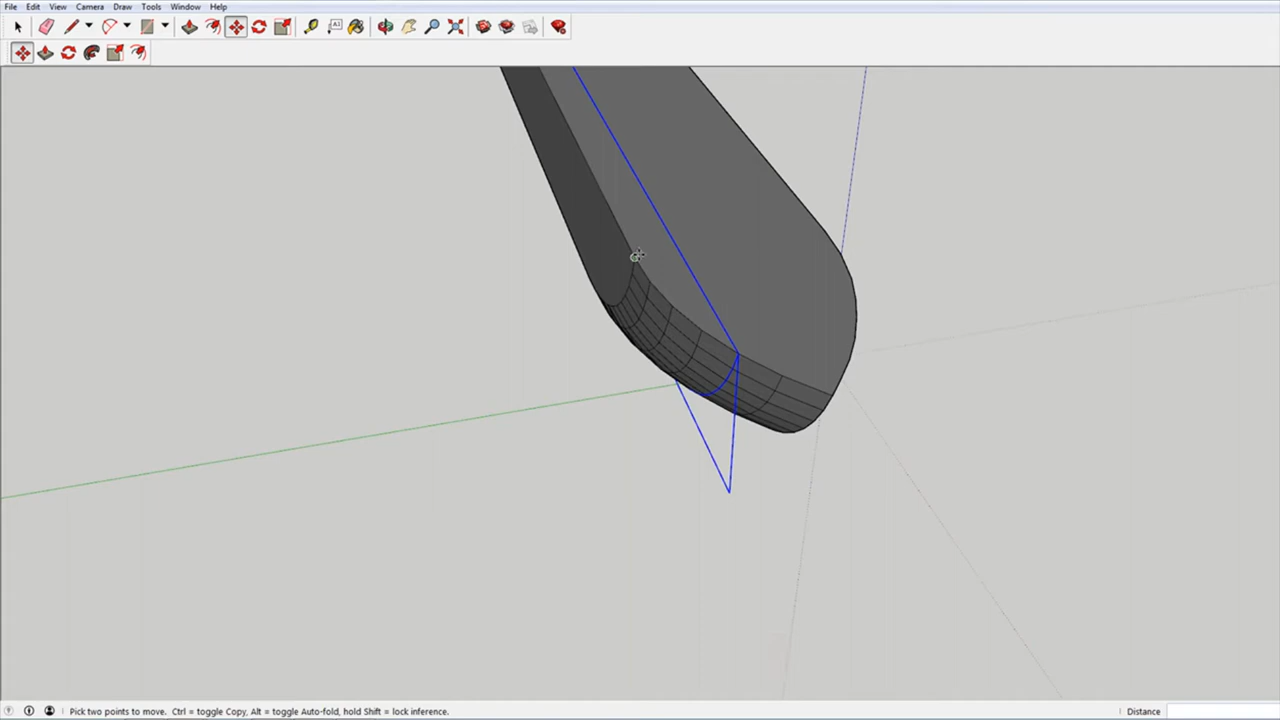 File Edit View Camera Draw Tools Window Help
A1
Pick two points to move. Ctrl = toggle Copy, Alt = toggle Auto-fold, hold Shift = lock inference. Distance